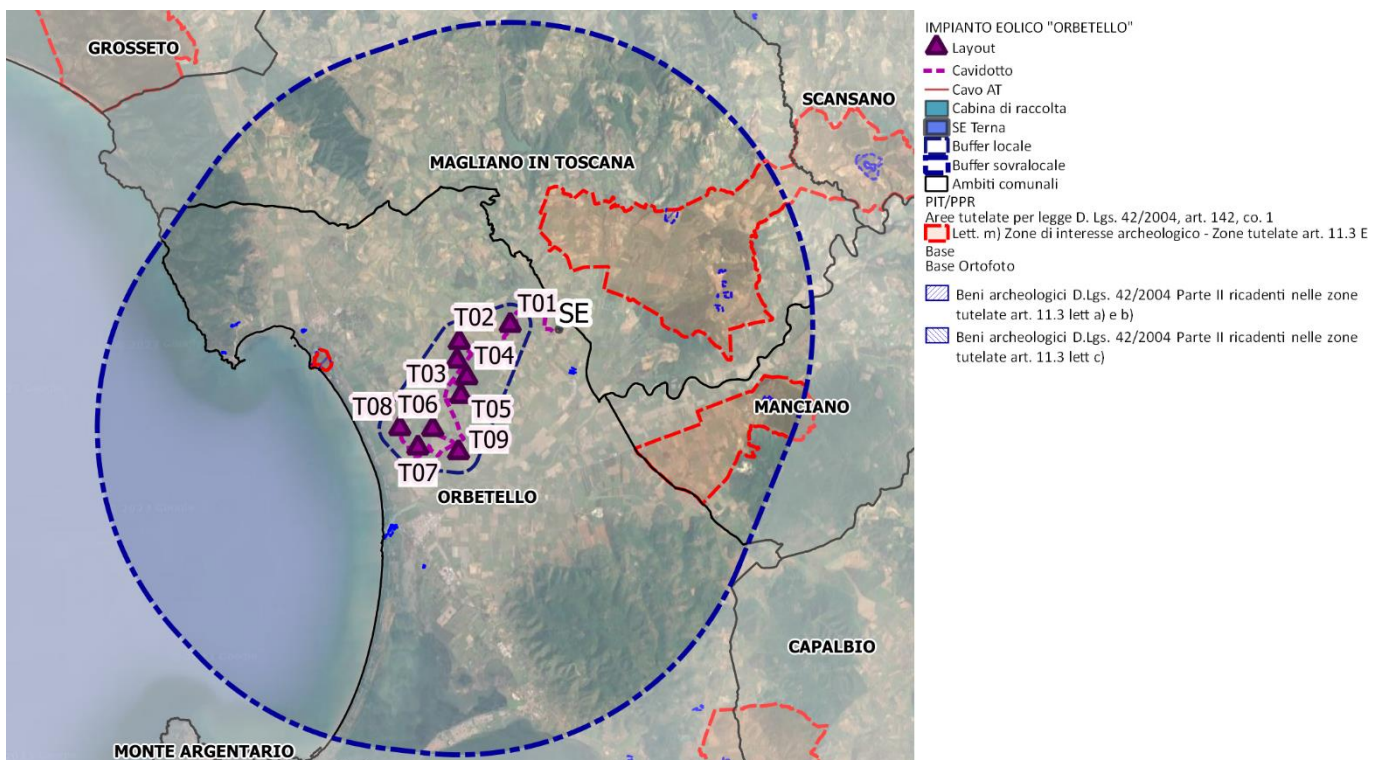 GROSSETO
SCANSANO
MAGLIANO IN TOSCANA
T01
SE
T02
T04
T03
T05
T08
T06
T09
T07
MANCIANO
ORBETELLO
CAPALBIO
MONTE ARGENTARIO
IMPIANTO EOLICO "ORBETELLO"
Layout
Cavidotto
Cavo AT
Cabina di raccolta
SE Terna
Buffer locale
Buffer sovralocale
Ambiti comunali
PIT/PPR
Aree tutelate per legge D. Lgs. 42/2004, art. 142, co. 1
Lett. m) Zone di interesse archeologico - Zone tutelate art. 11.3 E
Base
Base Ortofoto
Beni archeologici D.Lgs. 42/2004 Parte II ricadenti nelle zone
tutelate art. 11.3 lett a) e b)
Beni archeologici D.Lgs. 42/2004 Parte II ricadenti nelle zone
tutelate art. 11.3 lett c)